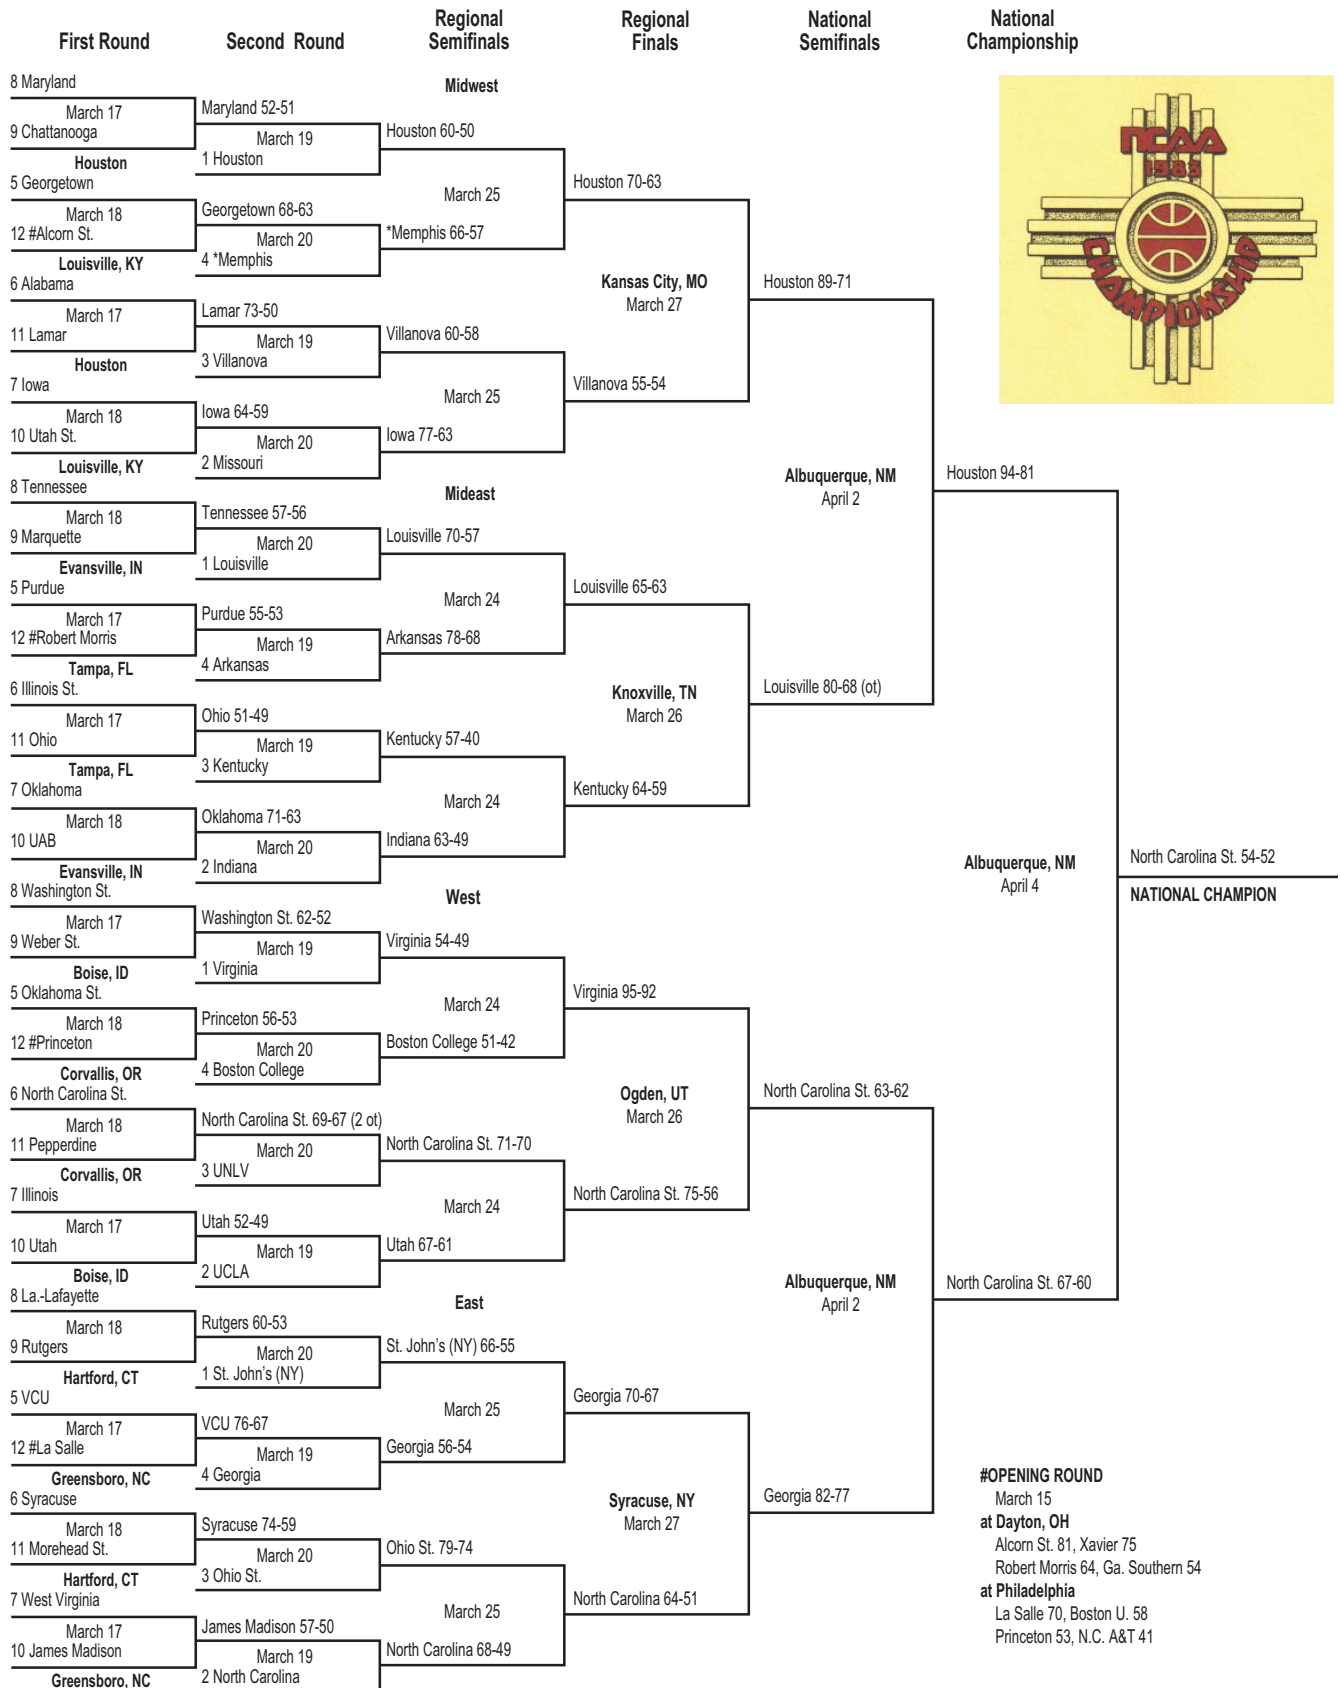 First Round
Second Round
Regional
Semifinals
Regional
Finals
National
Semifinals
National
Championship
Midwest
8 Maryland
March 17
9 Chattanooga
Houston
5 Georgetown
March 18
12 #Alcorn St.
Louisville, KY
6 Alabama
March 17
11 Lamar
Houston
7 Iowa
March 18
10 Utah St.
Louisville, KY
Maryland 52-51
March 19
1 Houston
Georgetown 68-63
March 20
4 *Memphis
Lamar 73-50
March 19
3 Villanova
Iowa 64-59
March 20
2 Missouri
Houston 60-50
March 25
*Memphis 66-57
Villanova 60-58
March 25
Iowa 77-63
Houston 70-63
Kansas City, MO
March 27
Villanova 55-54
Houston 89-71
Mideast
8 Tennessee
March 18
9 Marquette
Evansville, IN
5 Purdue
March 17
12 #Robert Morris
Tampa, FL
6 Illinois St.
March 17
11 Ohio
Tampa, FL
7 Oklahoma
March 18
10 UAB
Evansville, IN
Tennessee 57-56
March 20
1 Louisville
Purdue 55-53
March 19
4 Arkansas
Ohio 51-49
March 19
3 Kentucky
Oklahoma 71-63
March 20
2 Indiana
Louisville 70-57
March 24
Arkansas 78-68
Kentucky 57-40
March 24
Indiana 63-49
Louisville 65-63
Knoxville, TN
March 26
Kentucky 64-59
Louisville 80-68 (ot)
Albuquerque, NM
April 2
Houston 94-81
West
8 Washington St.
March 17
9 Weber St.
Boise, ID
5 Oklahoma St.
March 18
12 #Princeton
Corvallis, OR
6 North Carolina St.
March 18
11 Pepperdine
Corvallis, OR
7 Illinois
March 17
10 Utah
Boise, ID
Washington St. 62-52
March 19
1 Virginia
Princeton 56-53
March 20
4 Boston College
North Carolina St. 69-67 (2 ot)
March 20
3 UNLV
Utah 52-49
March 19
2 UCLA
Virginia 54-49
March 24
Boston College 51-42
North Carolina St. 71-70
March 24
Utah 67-61
Virginia 95-92
Ogden, UT
March 26
North Carolina St. 75-56
North Carolina St. 63-62
East
8 La.-Lafayette
March 18
9 Rutgers
Hartford, CT
5 VCU
March 17
12 #La Salle
Greensboro, NC
6 Syracuse
March 18
11 Morehead St.
Hartford, CT
7 West Virginia
March 17
10 James Madison
Greensboro, NC
Rutgers 60-53
March 20
1 St. John's (NY)
VCU 76-67
March 19
4 Georgia
Syracuse 74-59
March 20
3 Ohio St.
James Madison 57-50
March 19
2 North Carolina
St. John's (NY) 66-55
March 25
Georgia 56-54
Ohio St. 79-74
March 25
North Carolina 68-49
Georgia 70-67
Syracuse, NY
March 27
North Carolina 64-51
Georgia 82-77
Albuquerque, NM
April 2
North Carolina St. 67-60
Albuquerque, NM
April 4
North Carolina St. 54-52
NATIONAL CHAMPION
NCAA
1983
CHAMPIONSHIP
#OPENING ROUND
March 15
at Dayton, OH
Alcorn St. 81, Xavier 75
Robert Morris 64, Ga. Southern 54
at Philadelphia
La Salle 70, Boston U. 58
Princeton 53, N.C. A&T 41